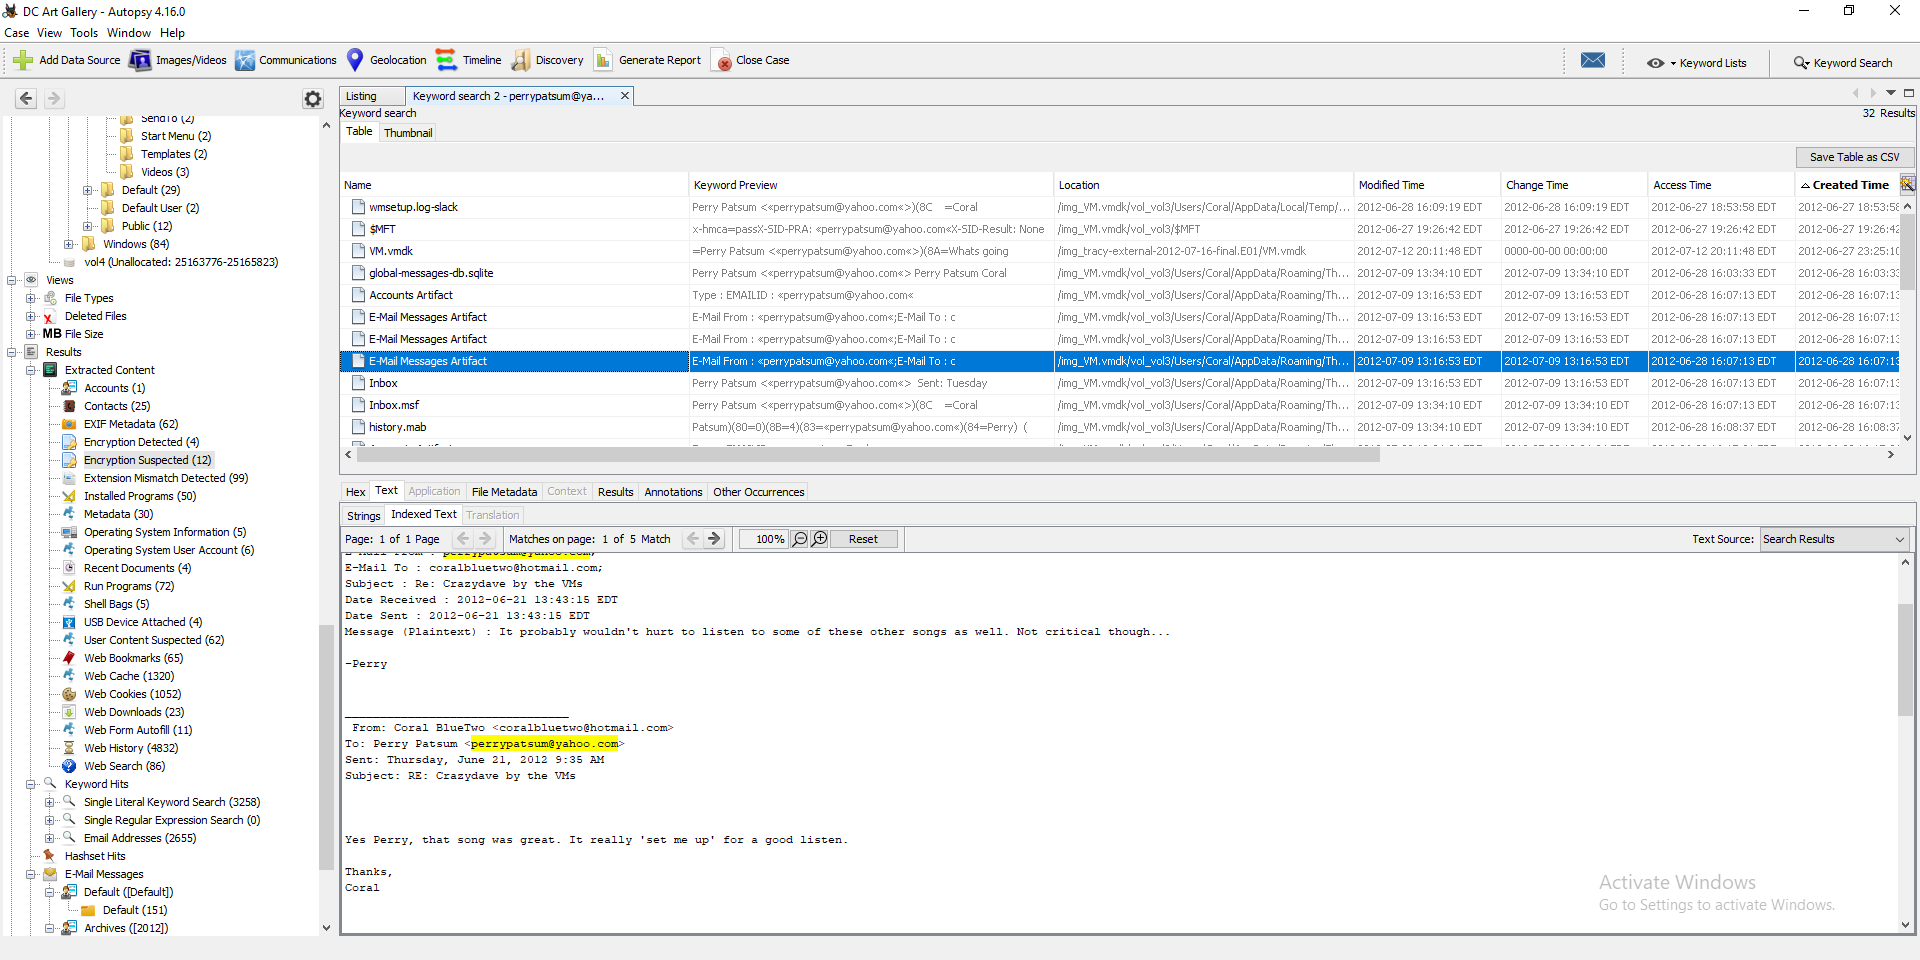 DC Art Gallery - Autopsy 4.16.0
Case View Tools Window Help
Add Data Source Images/Videos Communications Geolocation Timeline Discovery Generate Report Close Case Keyword Lists Keyword Search
SendTo (2)
Start Menu (2)
Templates (2)
Videos (3)
Default (29)
Default User (2)
Public (12)
Windows (84)
vol4 (Unallocated: 25163776-25165823)
Views
File Types
Deleted Files
MB File Size
Results
Extracted Content
Accounts (1)
Contacts (25)
EXIF Metadata (62)
Encryption Detected (4)
Encryption Suspected (12)
Extension Mismatch Detected (99)
Installed Programs (50)
Metadata (30)
Operating System Information (5)
Operating System User Account (6)
Recent Documents (4)
Run Programs (72)
Shell Bags (5)
USB Device Attached (4)
User Content Suspected (62)
Web Bookmarks (65)
Web Cache (1320)
Web Cookies (1052)
Web Downloads (23)
Web Form Autofill (11)
Web History (4832)
Web Search (86)
Keyword Hits
Single Literal Keyword Search (3258)
Single Regular Expression Search (0)
Email Addresses (2655)
Hashset Hits
E-Mail Messages
Default ([Default])
Default (151)
Archives ([2012])
Listing Keyword search 2 - perrypatsum@ya...
Keyword search 32 Results
Table Thumbnail
Save Table as CSV
Name Keyword Preview Location Modified Time Change Time Access Time Created Time
wmsetup.log-slack Perry Patsum <«perrypatsum@yahoo.com«>)(8C =Coral /img_VM.vmdk/vol_vol3/Users/Coral/AppData/Local/Temp/... 2012-06-28 16:09:19 EDT 2012-06-28 16:09:19 EDT 2012-06-27 18:53:58 EDT 2012-06-27 18:53:58
$MFT x-hmca=passX-SID-PRA: «perrypatsum@yahoo.com«X-SID-Result: None /img_VM.vmdk/vol_vol3/$MFT 2012-06-27 19:26:42 EDT 2012-06-27 19:26:42 EDT 2012-06-27 19:26:42 EDT 2012-06-27 19:26:42
VM.vmdk =Perry Patsum <«perrypatsum@yahoo.com«>)(8A=Whats going /img_tracy-external-2012-07-16-final.E01/VM.vmdk 2012-07-12 20:11:48 EDT 0000-00-00 00:00:00 2012-07-12 20:11:48 EDT 2012-06-27 23:25:10
global-messages-db.sqlite Perry Patsum <«perrypatsum@yahoo.com«> Perry Patsum Coral /img_VM.vmdk/vol_vol3/Users/Coral/AppData/Roaming/Th... 2012-07-09 13:34:10 EDT 2012-07-09 13:34:10 EDT 2012-06-28 16:03:33 EDT 2012-06-28 16:03:33
Accounts Artifact Type : EMAILID : «perrypatsum@yahoo.com« /img_VM.vmdk/vol_vol3/Users/Coral/AppData/Roaming/Th... 2012-07-09 13:16:53 EDT 2012-07-09 13:16:53 EDT 2012-06-28 16:07:13 EDT 2012-06-28 16:07:13
E-Mail Messages Artifact E-Mail From : «perrypatsum@yahoo.com«;E-Mail To : c /img_VM.vmdk/vol_vol3/Users/Coral/AppData/Roaming/Th... 2012-07-09 13:16:53 EDT 2012-07-09 13:16:53 EDT 2012-06-28 16:07:13 EDT 2012-06-28 16:07:13
E-Mail Messages Artifact E-Mail From : «perrypatsum@yahoo.com«;E-Mail To : c /img_VM.vmdk/vol_vol3/Users/Coral/AppData/Roaming/Th... 2012-07-09 13:16:53 EDT 2012-07-09 13:16:53 EDT 2012-06-28 16:07:13 EDT 2012-06-28 16:07:13
E-Mail Messages Artifact E-Mail From : «perrypatsum@yahoo.com«;E-Mail To : c /img_VM.vmdk/vol_vol3/Users/Coral/AppData/Roaming/Th... 2012-07-09 13:16:53 EDT 2012-07-09 13:16:53 EDT 2012-06-28 16:07:13 EDT 2012-06-28 16:07:13
Inbox Perry Patsum <«perrypatsum@yahoo.com«> Sent: Tuesday /img_VM.vmdk/vol_vol3/Users/Coral/AppData/Roaming/Th... 2012-07-09 13:16:53 EDT 2012-07-09 13:16:53 EDT 2012-06-28 16:07:13 EDT 2012-06-28 16:07:13
Inbox.msf Perry Patsum <«perrypatsum@yahoo.com«>)(8C =Coral /img_VM.vmdk/vol_vol3/Users/Coral/AppData/Roaming/Th... 2012-07-09 13:34:10 EDT 2012-07-09 13:34:10 EDT 2012-06-28 16:07:13 EDT 2012-06-28 16:07:13
history.mab Patsum)(80=0)(8B=4)(83=«perrypatsum@yahoo.com«)(84=Perry) ( /img_VM.vmdk/vol_vol3/Users/Coral/AppData/Roaming/Th... 2012-07-09 13:34:10 EDT 2012-07-09 13:34:10 EDT 2012-06-28 16:08:37 EDT 2012-06-28 16:08:37
Hex Text Application File Metadata Context Results Annotations Other Occurrences
Strings Indexed Text Translation
Page: 1 of 1 Page Matches on page: 1 of 5 Match 100% Reset Text Source: Search Results
E-Mail From : perrypatsum@yahoo.com;
E-Mail To : coralbluetwo@hotmail.com;
Subject : Re: Crazydave by the VMs
Date Received : 2012-06-21 13:43:15 EDT
Date Sent : 2012-06-21 13:43:15 EDT
Message (Plaintext) : It probably wouldn't hurt to listen to some of these other songs as well. Not critical though...
-Perry
From: Coral BlueTwo <coralbluetwo@hotmail.com>
To: Perry Patsum <perrypatsum@yahoo.com>
Sent: Thursday, June 21, 2012 9:35 AM
Subject: RE: Crazydave by the VMs
Yes Perry, that song was great. It really 'set me up' for a good listen.
Thanks,
Coral
Activate Windows
Go to Settings to activate Windows.